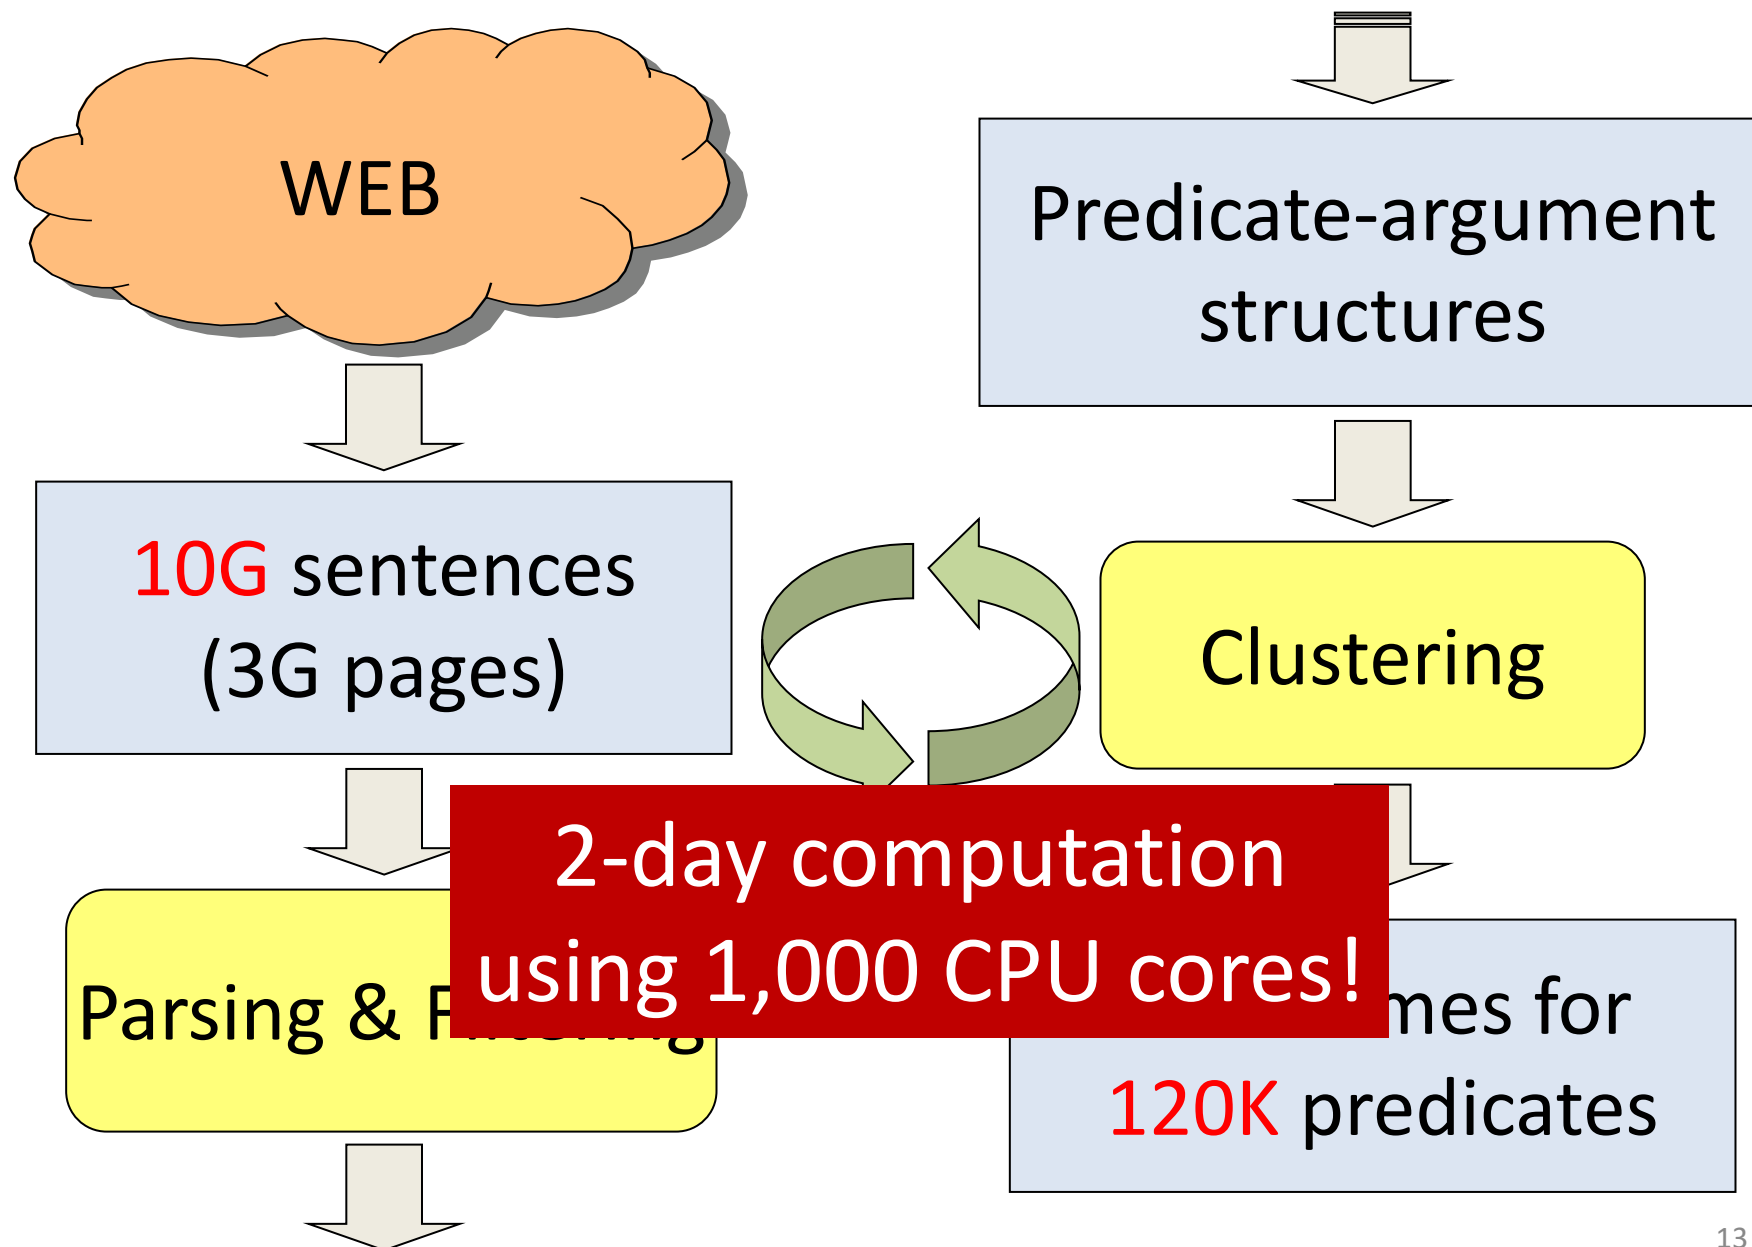 WEB
10G sentences
(3G pages)
Parsing &
Predicate-argument
structures
Clustering
for
120K predicates
2-day computation
using 1,000 CPU cores!
13